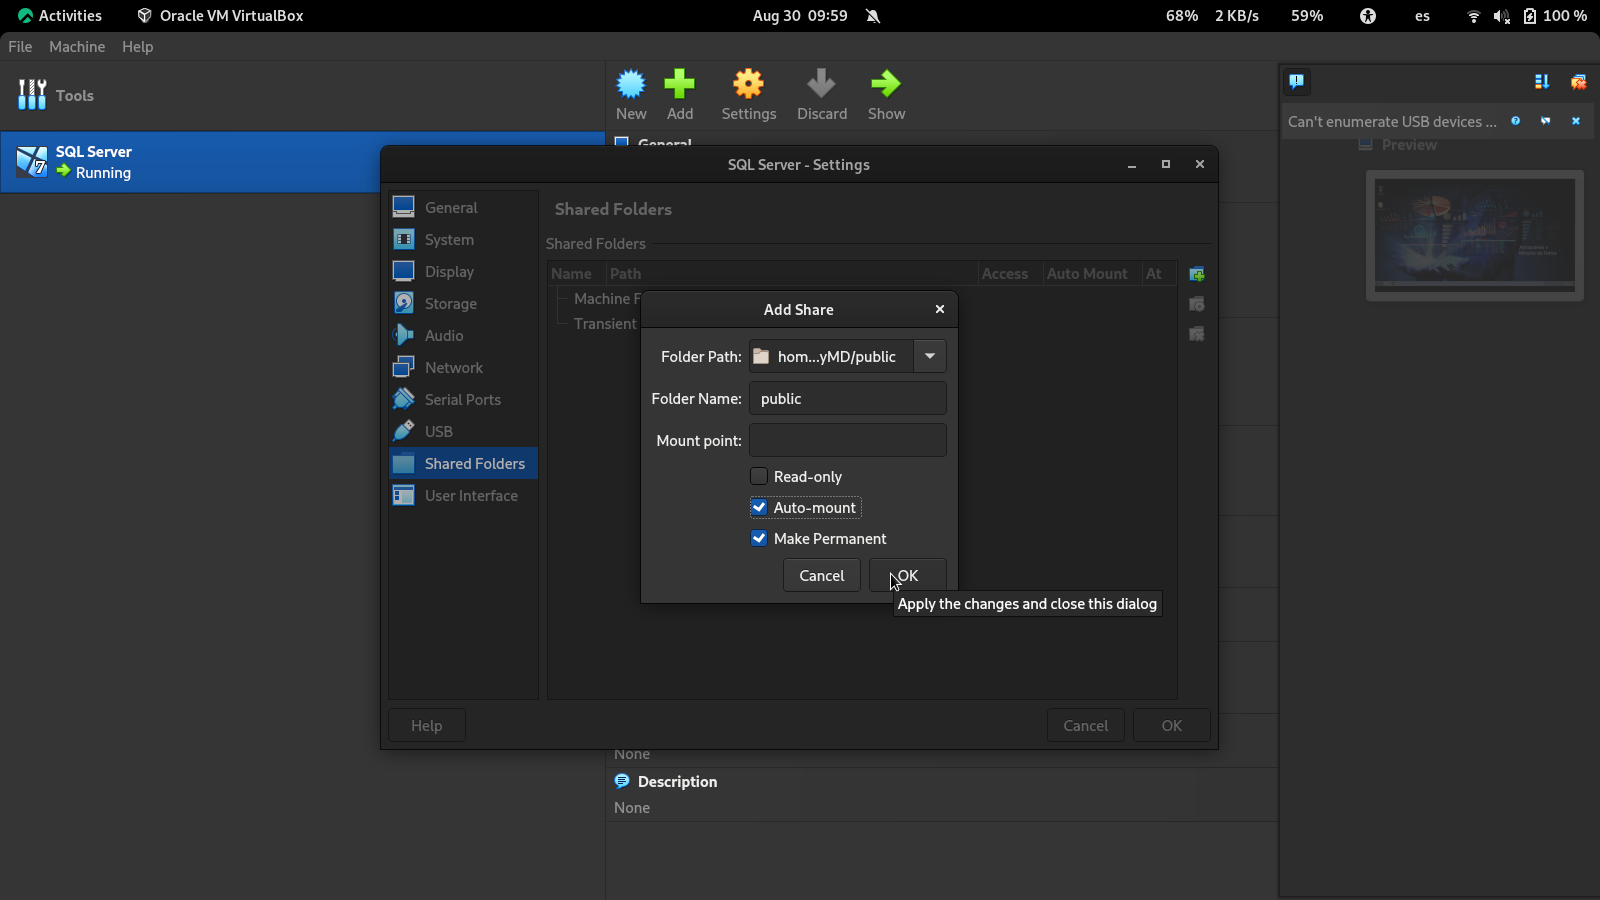 Activities
Oracle VM VirtualBox
Aug 30 09:59
68% 2 KB/s 59% es 100 %
File Machine Help
Tools
New Add Settings Discard Show
Can't enumerate USB devices ...
SQL Server
Running
General
Preview
SQL Server - Settings
General
System
Display
Storage
Audio
Network
Serial Ports
USB
Shared Folders
User Interface
Shared Folders
Shared Folders
Name Path Access Auto Mount At
Machine F
Transient
Add Share
Folder Path: hom...yMD/public
Folder Name: public
Mount point:
Read-only
Auto-mount
Make Permanent
Cancel OK
Apply the changes and close this dialog
Help Cancel OK
None
Description
None